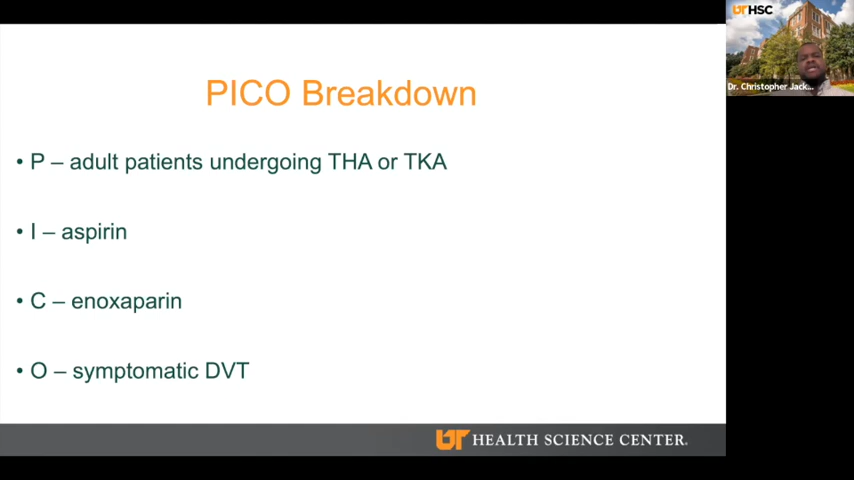 PICO Breakdown
• P – adult patients undergoing THA or TKA
• I – aspirin
• C – enoxaparin
• O – symptomatic DVT
UT HEALTH SCIENCE CENTER.
UTHSC
Dr. Christopher Jack...